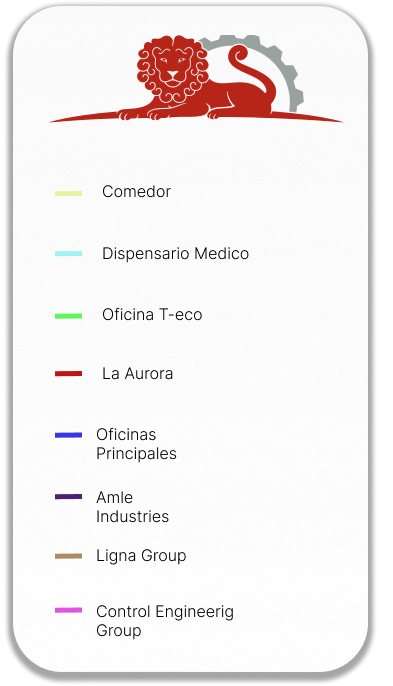 Comedor
Dispensario Medico
Oficina T-eco
La Aurora
Oficinas
Principales
Amle
Industries
Ligna Group
Control Engineerig
Group